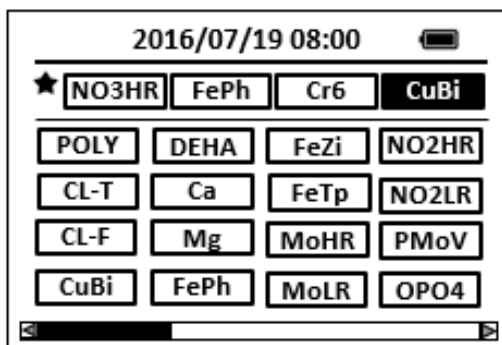 2016/07/19 08:00
NO3HR FePh Cr6 CuBi
POLY DEHA FeZi NO2HR
CL-T Ca FeTp NO2LR
CL-F Mg MoHR PMoV
CuBi FePh MoLR OPO4